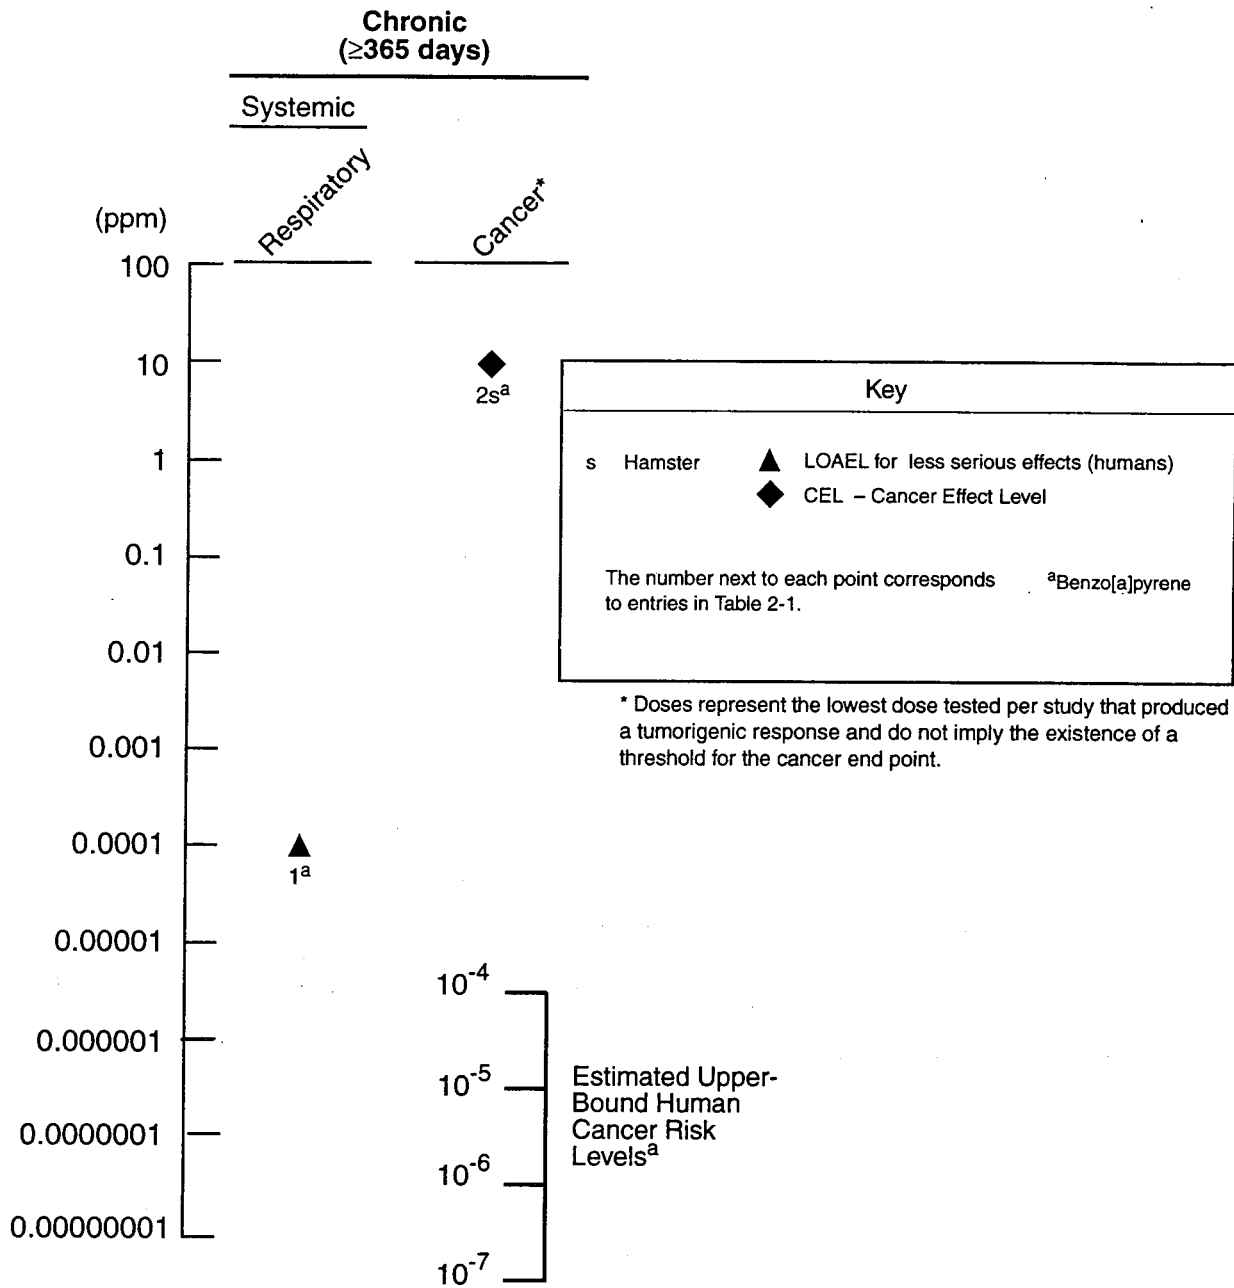 Chronic
(≥365 days)
Systemic
Respiratory
Cancer*
(ppm)
100
10
1
0.1
0.01
0.001
0.0001
0.00001
0.000001
0.0000001
0.00000001
2sᵃ
1ᵃ
Key
s Hamster ▲ LOAEL for less serious effects (humans)
◆ CEL – Cancer Effect Level
The number next to each point corresponds
to entries in Table 2-1.
ᵃBenzo[a]pyrene
* Doses represent the lowest dose tested per study that produced
a tumorigenic response and do not imply the existence of a
threshold for the cancer end point.
10⁻⁴
10⁻⁵
10⁻⁶
10⁻⁷
Estimated Upper-
Bound Human
Cancer Risk
Levelsᵃ